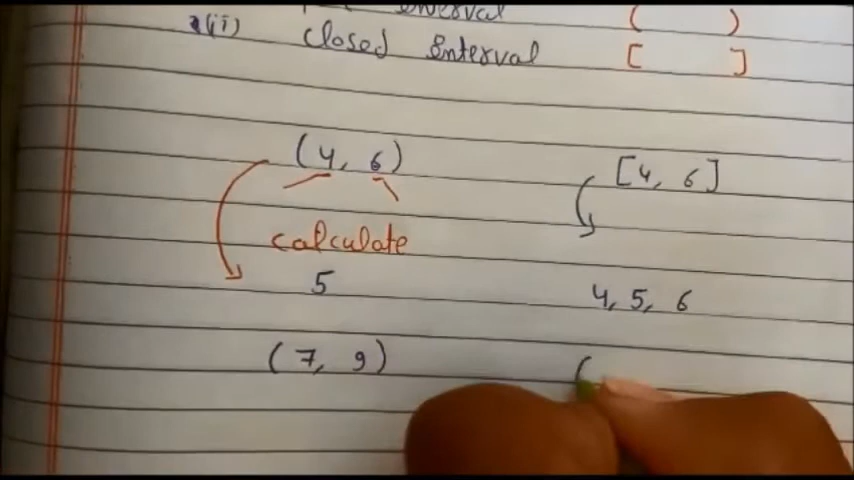 (ii) closed interval [ ]
(4, 6) [4, 6]
calculate
5 4, 5, 6
(7, 9) (